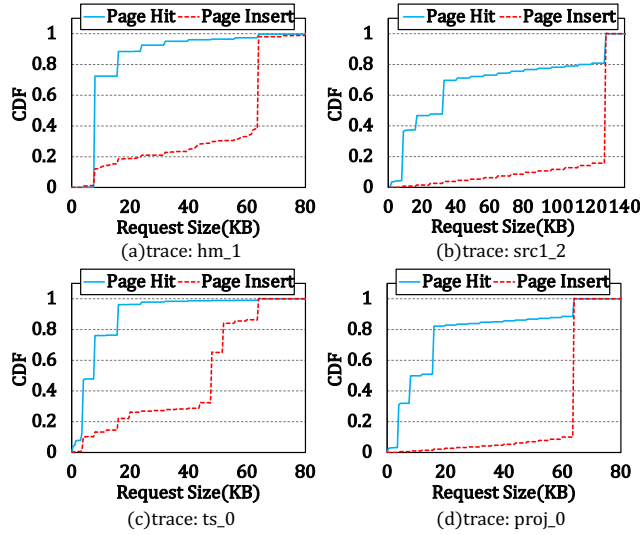 Page Hit Page Insert
1
0.8
0.6
0.4
0.2
0
CDF
0 20 40 60 80
Request Size(KB)
(a)trace: hm_1
Page Hit Page Insert
1
0.8
0.6
0.4
0.2
0
CDF
0 20 40 60 80 100 120 140
Request Size(KB)
(b)trace: src1_2
Page Hit Page Insert
1
0.8
0.6
0.4
0.2
0
CDF
0 20 40 60 80
Request Size(KB)
(c)trace: ts_0
Page Hit Page Insert
1
0.8
0.6
0.4
0.2
0
CDF
0 20 40 60 80
Request Size(KB)
(d)trace: proj_0